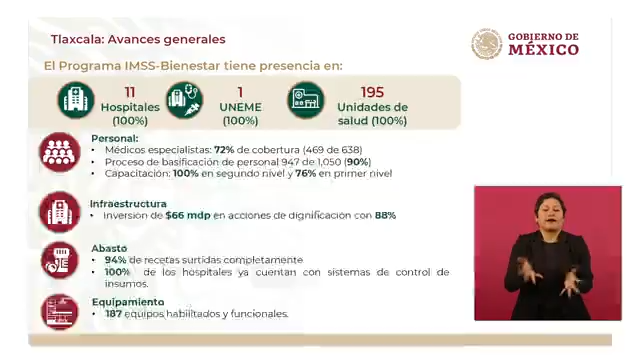 Tlaxcala: Avances generales
GOBIERNO DE
MÉXICO
El Programa IMSS-Bienestar tiene presencia en:
11
Hospitales
(100%)
1
UNEME
(100%)
195
Unidades de
salud (100%)
Personal:
• Médicos especialistas: 72% de cobertura (469 de 638)
• Proceso de basificación de personal 947 de 1,050 (90%)
• Capacitación: 100% en segundo nivel y 76% en primer nivel
Infraestructura
• Inversión de $66 mdp en acciones de dignificación con 88%
Abasto
• 94% de recetas surtidas completamente
• 100% de los hospitales ya cuentan con sistemas de control de
insumos.
Equipamiento
• 187 equipos habilitados y funcionales.